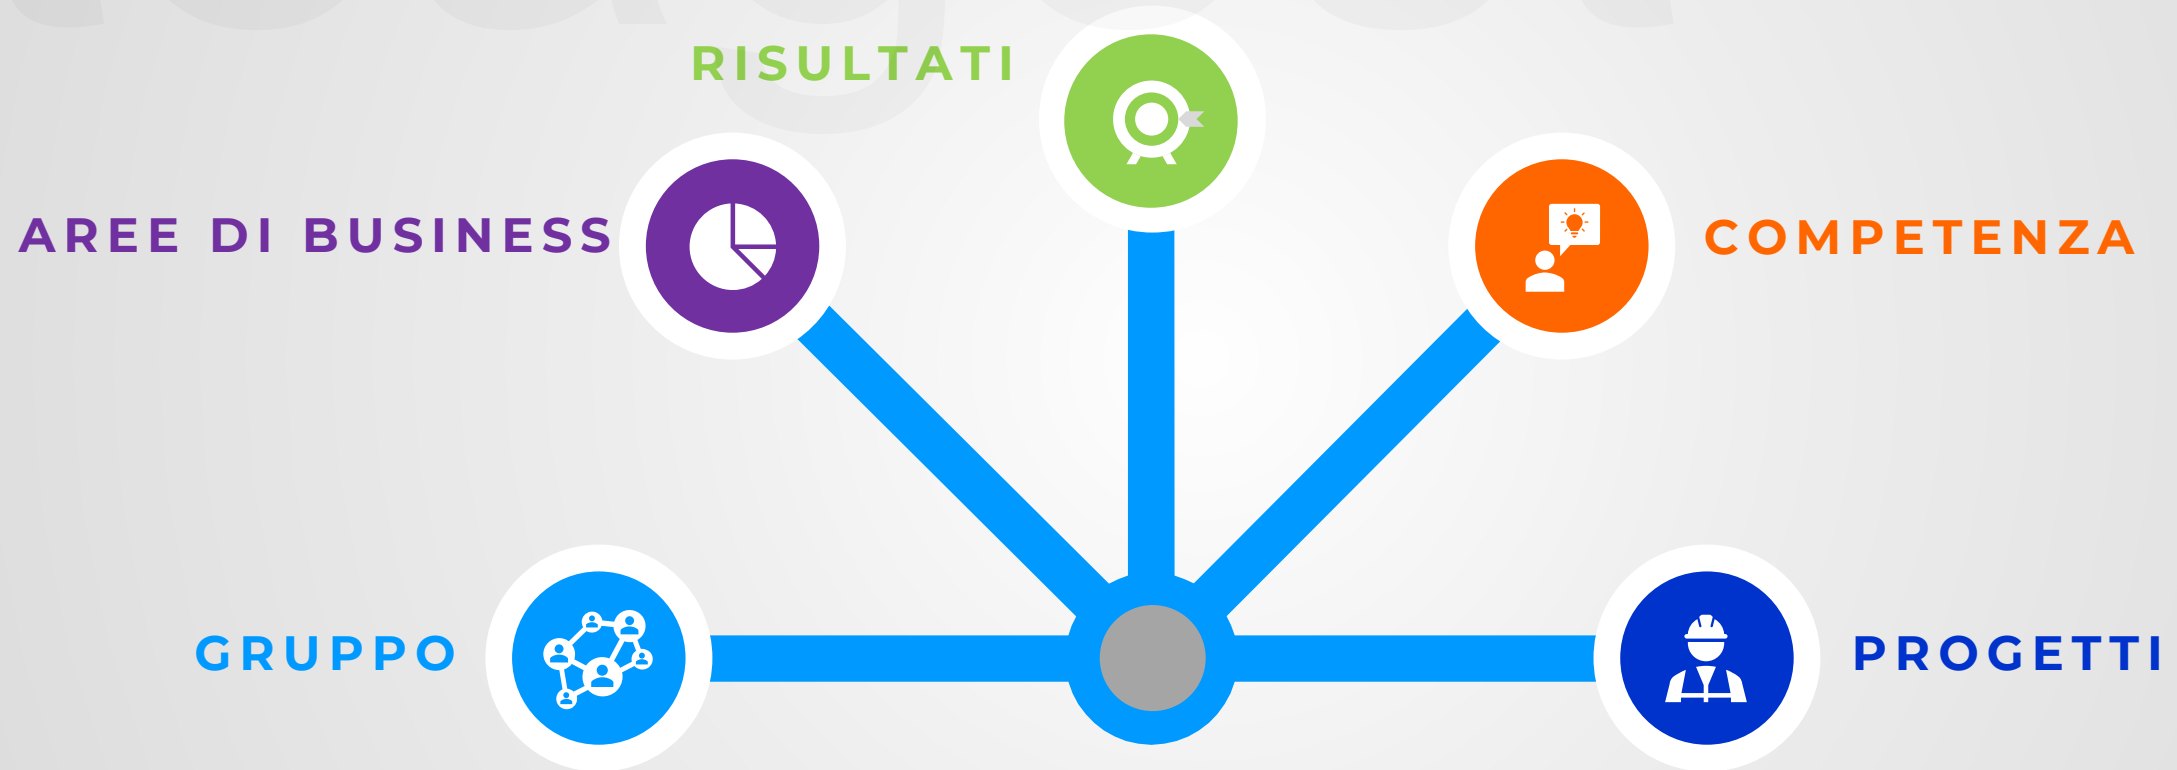 RISULTATI
AREE DI BUSINESS
COMPETENZA
GRUPPO
PROGETTI